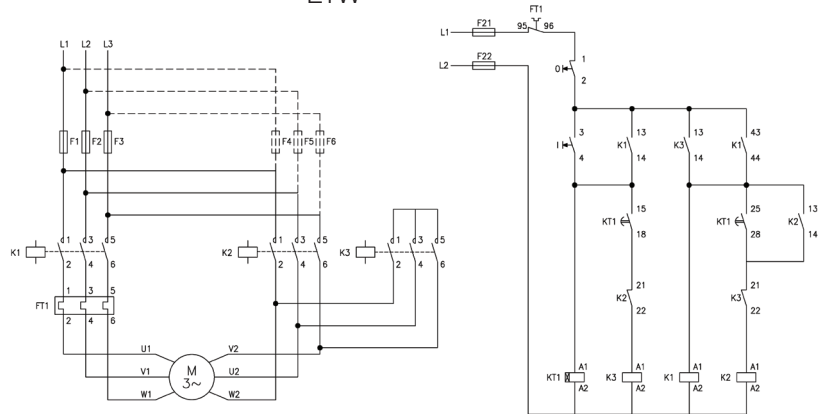 L1 L2 L3
F1 F2 F3 F4 F5 F6
K1 1 3 5 K2 1 3 5 K3 1 3 5
2 4 6 2 4 6 2 4 6
FT1 1 3 5
2 4 6
U1 V2
V1 M 3~ U2
W1 W2
FT1
L1 F21 95 96
L2 F22
O 1
2
I 3 K1 13 K3 13 K1 43
4 14 14 44
KT1 15 KT1 25 K2 13
18 28 14
K2 21 K3 21
22 22
KT1 A1 K3 A1 K1 A1 K2 A1
A2 A2 A2 A2